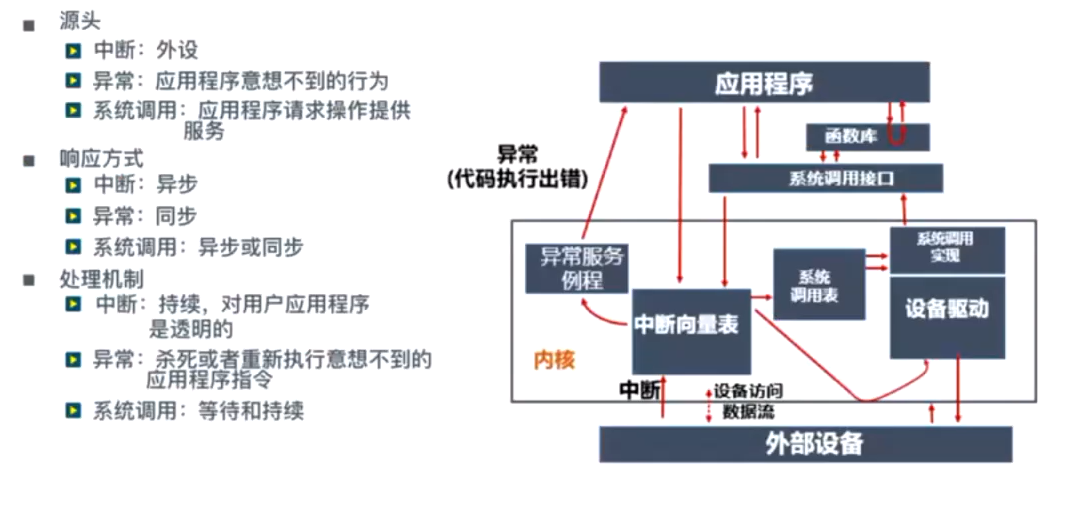 源头
中断：外设
异常：应用程序意想不到的行为
系统调用：应用程序请求操作提供
服务
响应方式
中断：异步
异常：同步
系统调用：异步或同步
处理机制
中断：持续，对用户应用程序
是透明的
异常：杀死或者重新执行意想不到的
应用程序指令
系统调用：等待和持续
应用程序
函数库
异常
(代码执行出错)
系统调用接口
异常服务
例程
系统调用
实现
系统
调用表
设备驱动
中断向量表
内核
中断
设备访问
数据流
外部设备